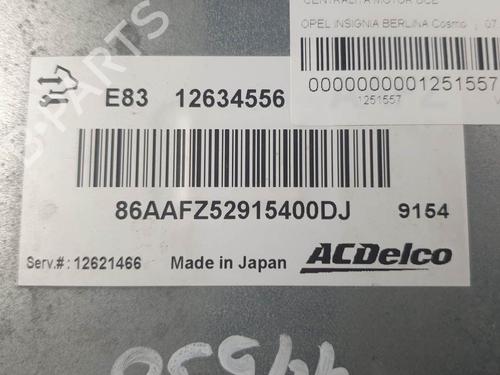 CENTRALITA MOTOR UCE
OPEL INSIGNIA BERLINA Cosmo
0000000001251557
1251557
E83 12634556
86AAFZ52915400DJ 9154
Serv.#: 12621466 Made in Japan ACDelco
B-PARTS